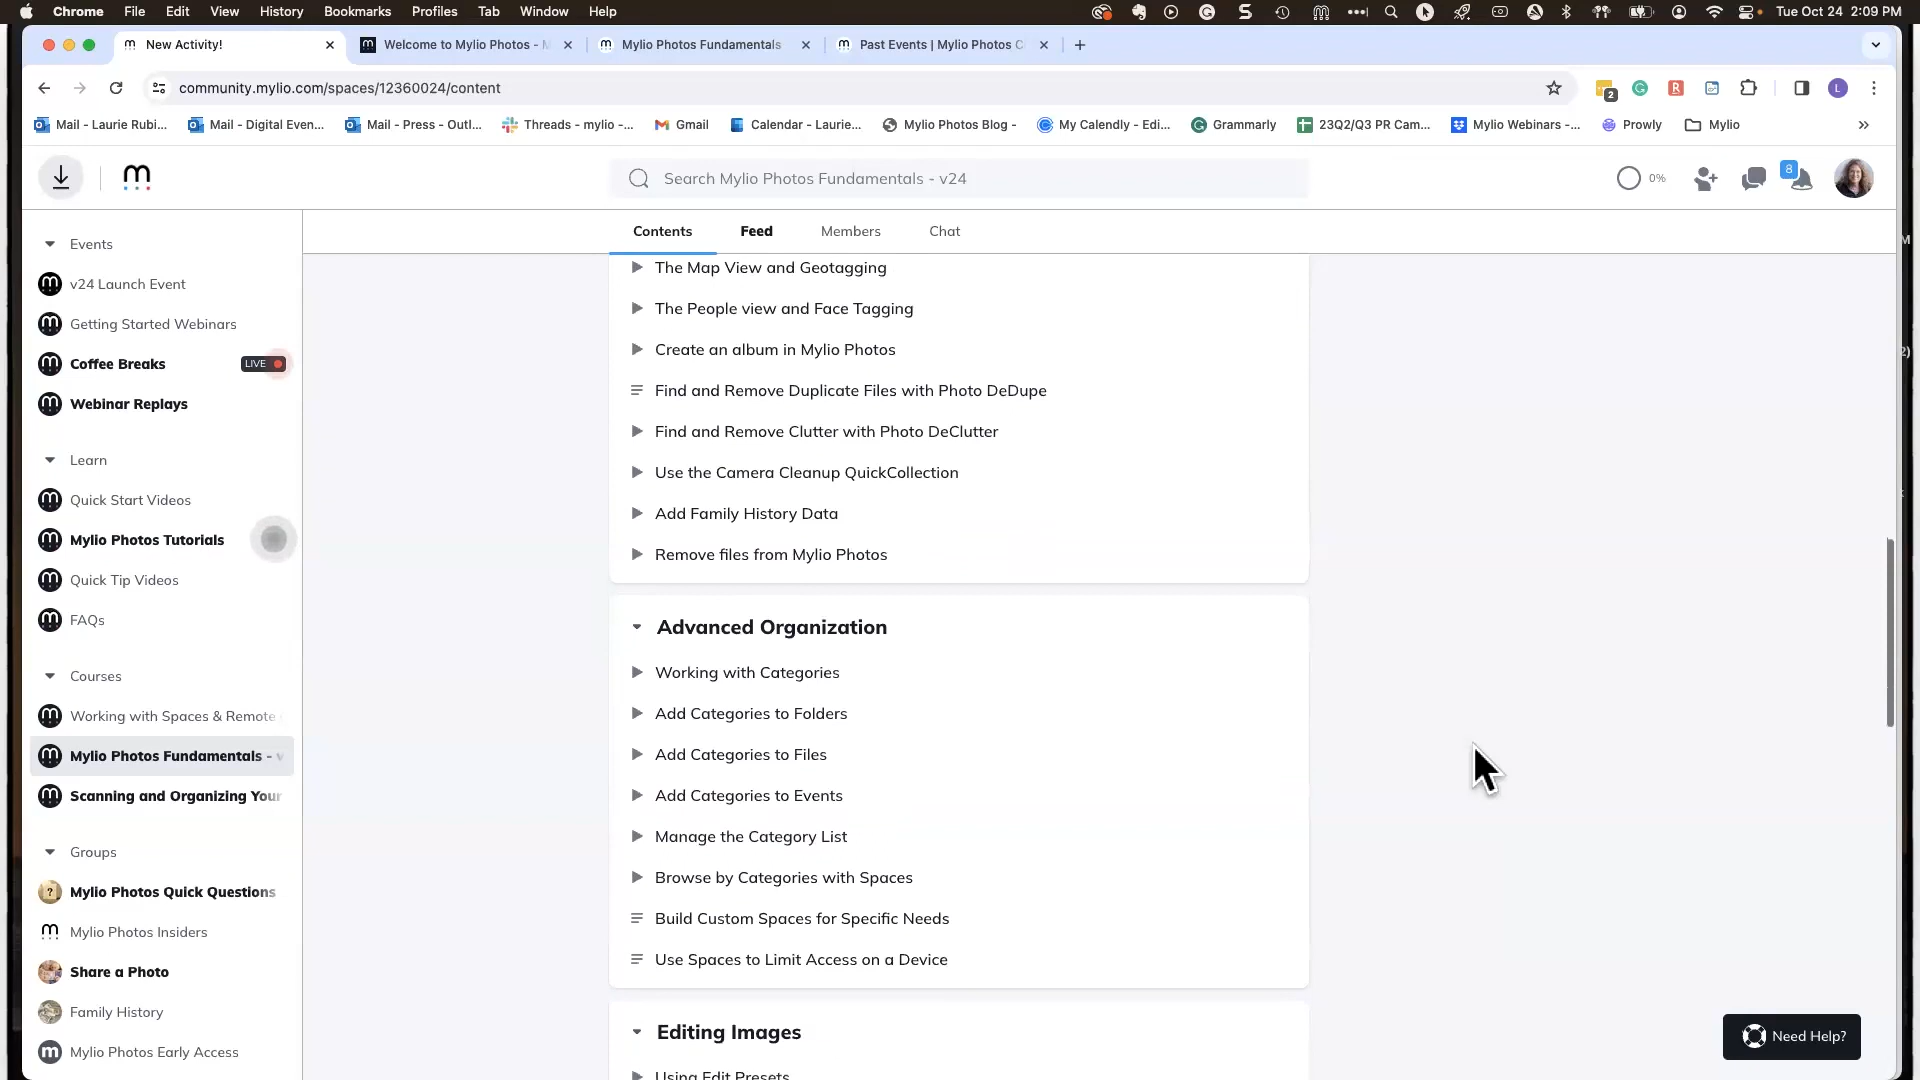 Chrome File Edit View History Bookmarks Profiles Tab Window Help Tue Oct 24 2:09 PM
New Activity! Welcome to Mylio Photos - Mylio Photos Fundamentals Past Events | Mylio Photos C
community.mylio.com/spaces/12360024/content 2 R L
Mail - Laurie Rubi... Mail - Digital Even... Mail - Press - Outl... Threads - mylio -... Gmail Calendar - Laurie... Mylio Photos Blog - My Calendly - Edi... Grammarly 23Q2/Q3 PR Cam... Mylio Webinars -... Prowly Mylio
Search Mylio Photos Fundamentals - v24
0%
8
Contents Feed Members Chat
Events
v24 Launch Event
Getting Started Webinars
Coffee Breaks LIVE
Webinar Replays
Learn
Quick Start Videos
Mylio Photos Tutorials
Quick Tip Videos
FAQs
Courses
Working with Spaces & Remote
Mylio Photos Fundamentals - v
Scanning and Organizing Your
Groups
Mylio Photos Quick Questions
Mylio Photos Insiders
Share a Photo
Family History
Mylio Photos Early Access
The Map View and Geotagging
The People view and Face Tagging
Create an album in Mylio Photos
Find and Remove Duplicate Files with Photo DeDupe
Find and Remove Clutter with Photo DeClutter
Use the Camera Cleanup QuickCollection
Add Family History Data
Remove files from Mylio Photos
Advanced Organization
Working with Categories
Add Categories to Folders
Add Categories to Files
Add Categories to Events
Manage the Category List
Browse by Categories with Spaces
Build Custom Spaces for Specific Needs
Use Spaces to Limit Access on a Device
Editing Images
Using Edit Presets
Need Help?